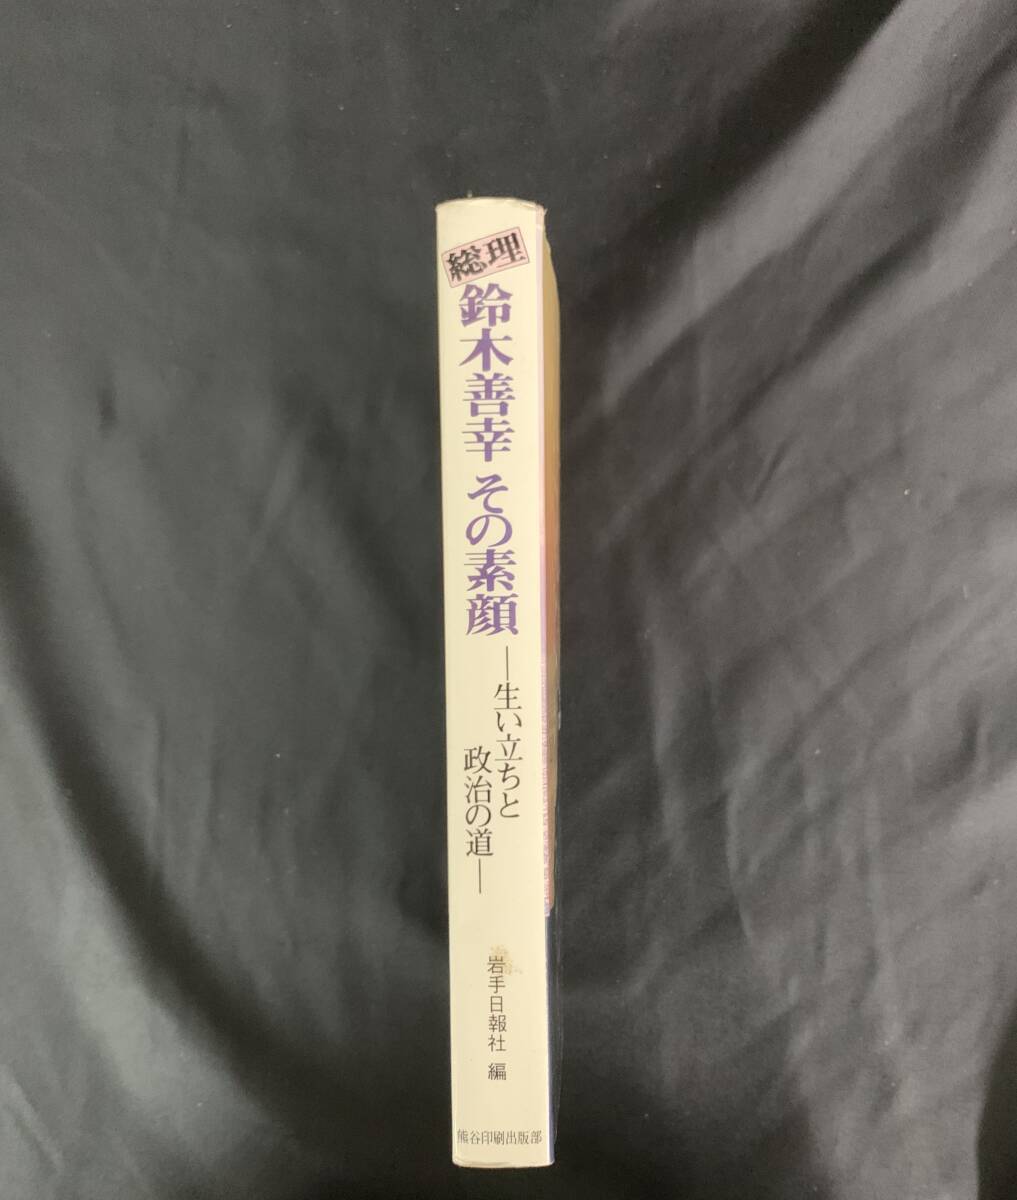 総理
鈴木善幸 その素顔
―生い立ちと
政治の道―
岩手日報社 編
熊谷印刷出版部